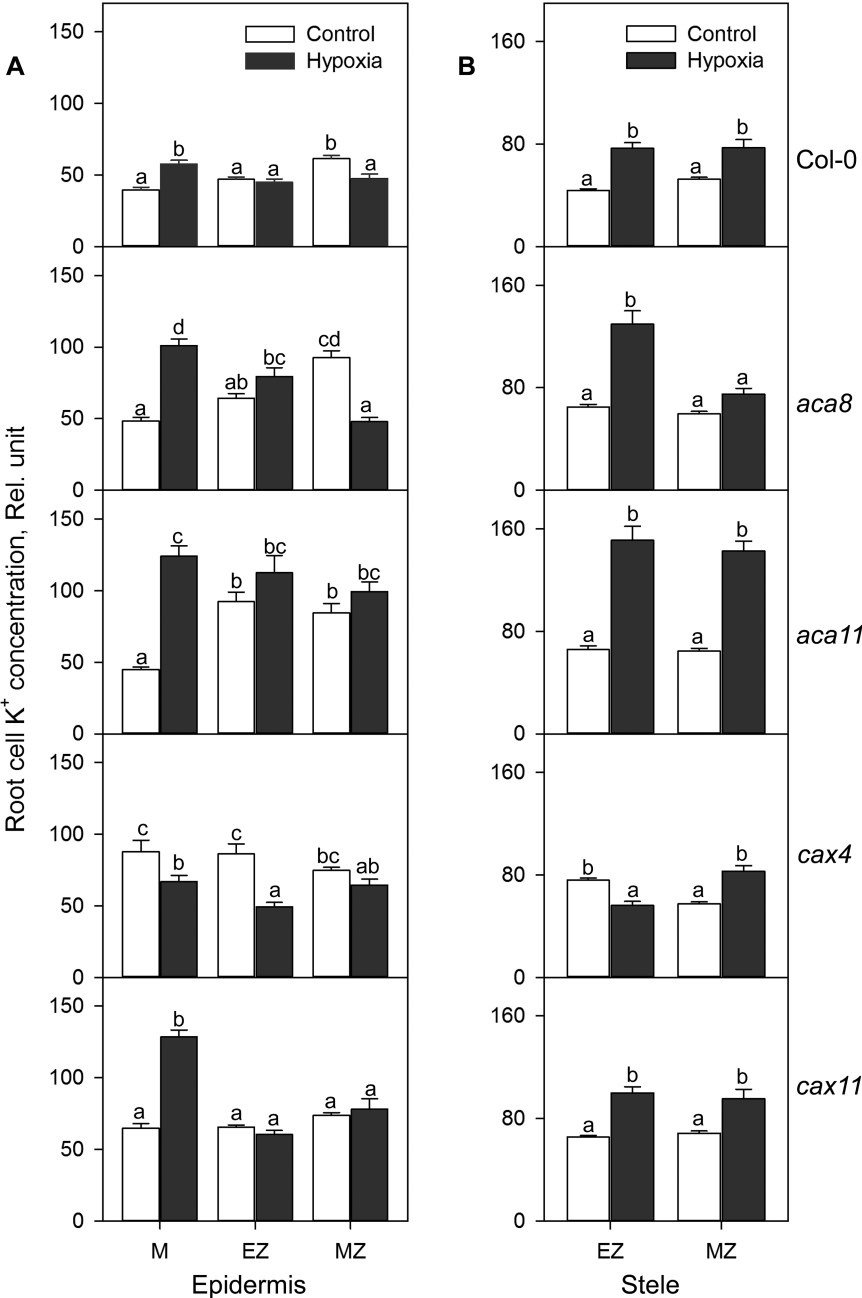 A
Control
Hypoxia
150
100
50
0
a b a a b a
B
Control
Hypoxia
160
80
0
a b a b
Col-0
150
100
50
0
a d ab bc cd a
160
80
0
a b a a
aca8
150
100
50
0
a c b bc b bc
160
80
0
a b a b
aca11
150
100
50
0
c b c a bc ab
160
80
0
b a a b
cax4
150
100
50
0
a b a a a a
160
80
0
a b a b
cax11
Root cell K+ concentration, Rel. unit
M EZ MZ
Epidermis
EZ MZ
Stele